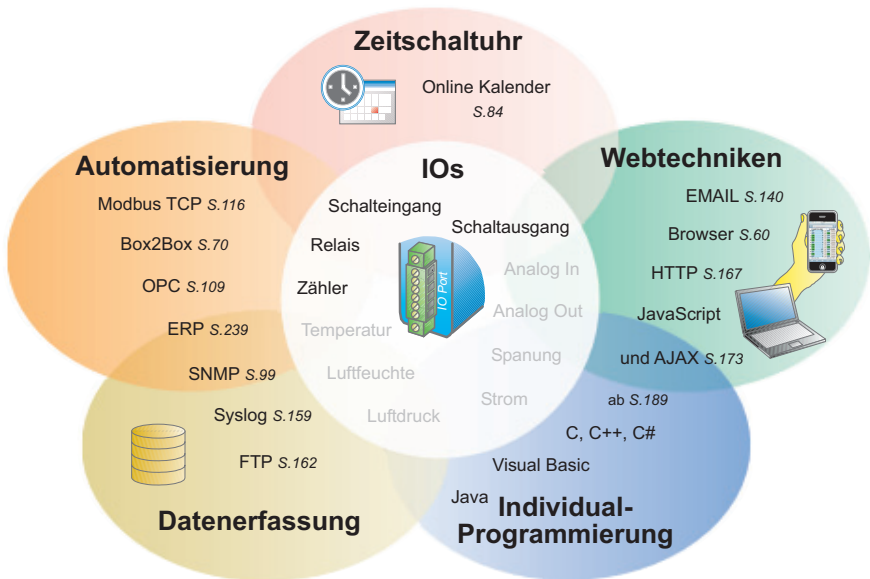 Zeitschaltuhr
Online Kalender
S.84
Automatisierung
Modbus TCP S.116
Box2Box S.70
OPC S.109
ERP S.239
SNMP S.99
IOs
Schalteingang
Schaltausgang
Relais
Zähler
Temperatur
Luftfeuchte
Luftdruck
IO Port
Analog In
Analog Out
Spanung
Strom
Webtechniken
EMAIL S.140
Browser S.60
HTTP S.167
JavaScript
und AJAX S.173
Syslog S.159
FTP S.162
Datenerfassung
ab S.189
C, C++, C#
Visual Basic
Java
Individual-
Programmierung